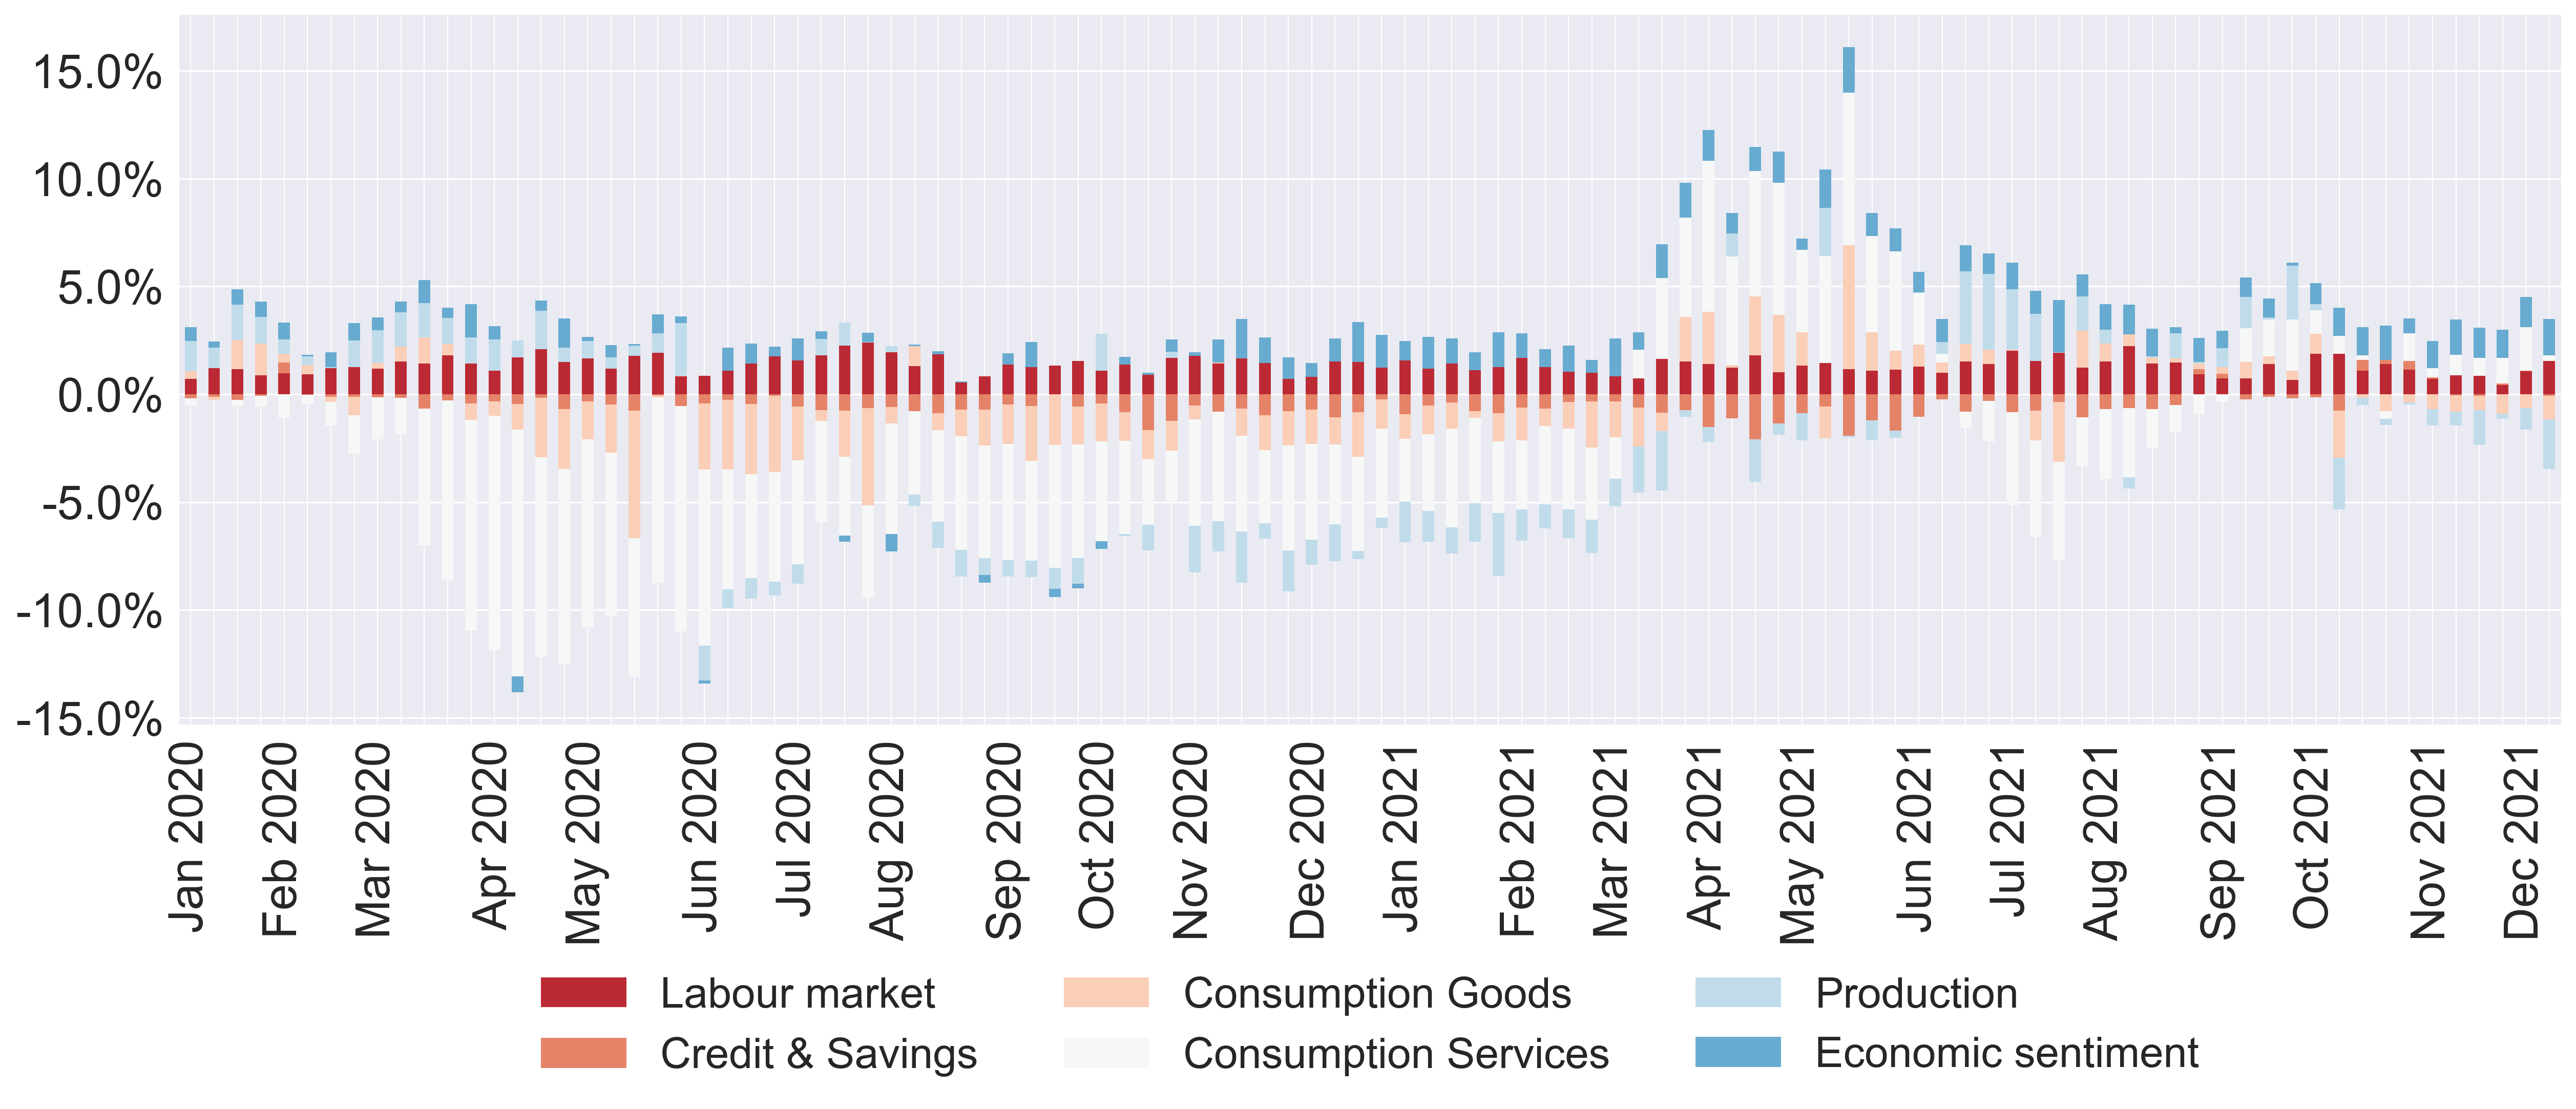 15.0%
10.0%
5.0%
0.0%
-5.0%
-10.0%
-15.0%
Jan 2020
Feb 2020
Mar 2020
Apr 2020
May 2020
Jun 2020
Jul 2020
Aug 2020
Sep 2020
Oct 2020
Nov 2020
Dec 2020
Jan 2021
Feb 2021
Mar 2021
Apr 2021
May 2021
Jun 2021
Jul 2021
Aug 2021
Sep 2021
Oct 2021
Nov 2021
Dec 2021
Labour market
Consumption Goods
Production
Credit & Savings
Consumption Services
Economic sentiment